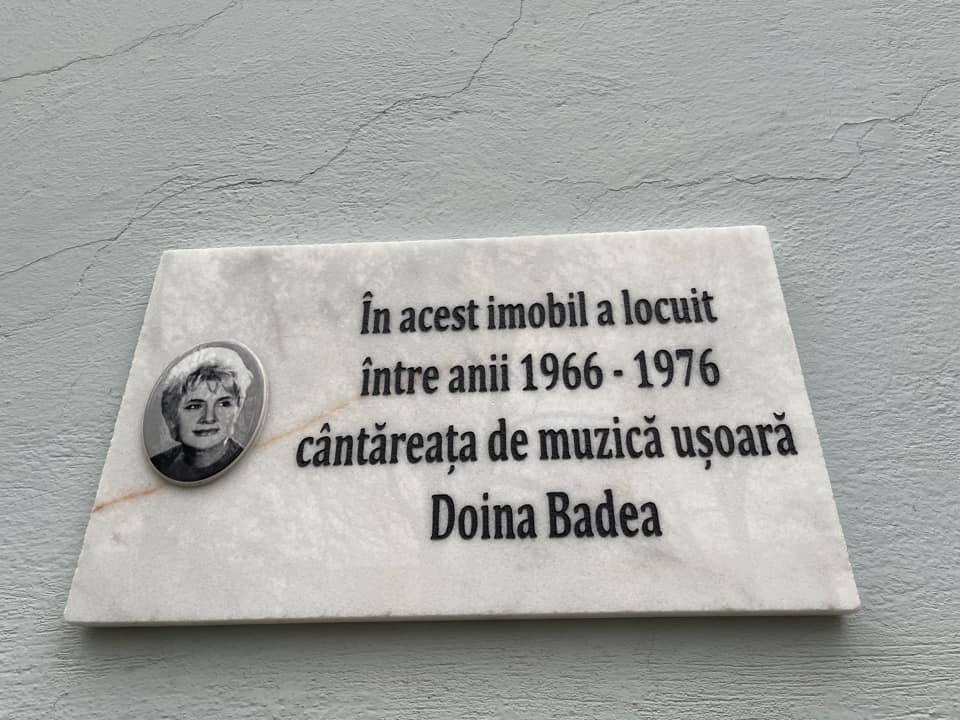 În acest imobil a locuit
între anii 1966 - 1976
cântăreața de muzică ușoară
Doina Badea